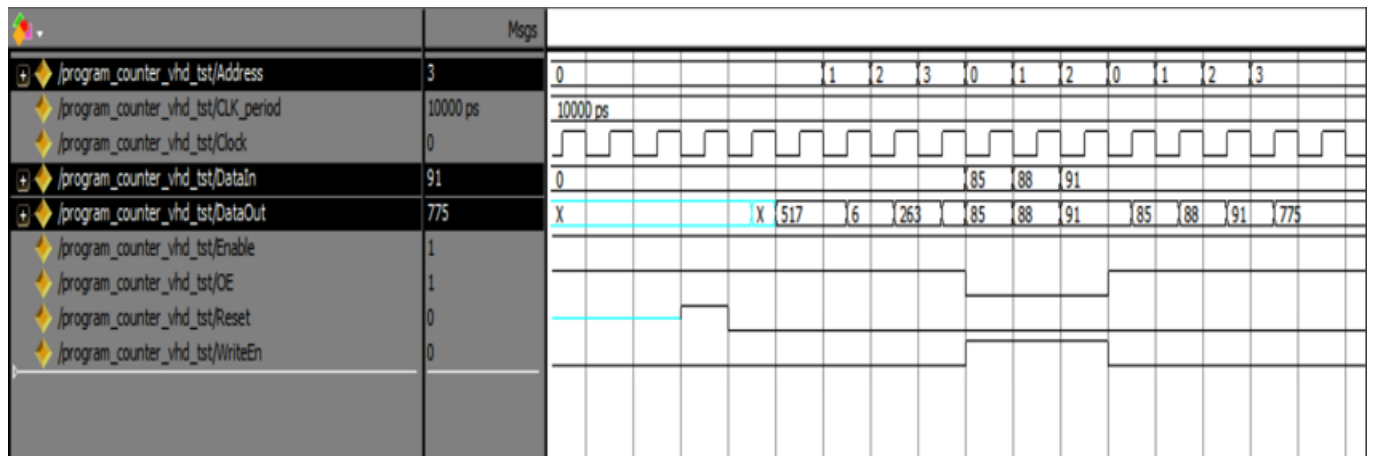 Msgs
/program_counter_vhd_tst/Address 3 0 1 2 3 0 1 2 0 1 2 3
/program_counter_vhd_tst/CLK_period 10000 ps 10000 ps
/program_counter_vhd_tst/Clock 0
/program_counter_vhd_tst/DataIn 91 0 85 88 91
/program_counter_vhd_tst/DataOut 775 X X 517 6 263 85 88 91 85 88 91 775
/program_counter_vhd_tst/Enable 1
/program_counter_vhd_tst/OE 1
/program_counter_vhd_tst/Reset 0
/program_counter_vhd_tst/WriteEn 0